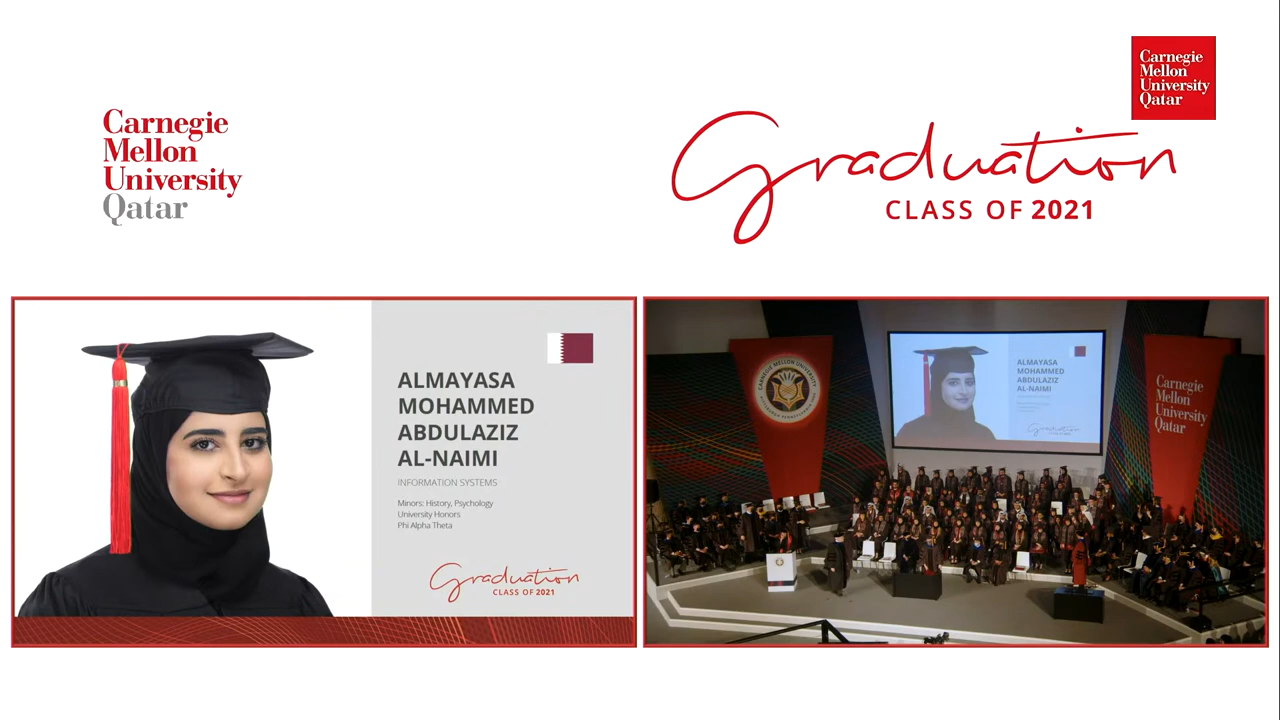 Carnegie
Mellon
University
Qatar
Carnegie
Mellon
University
Qatar
Graduation
CLASS OF 2021
ALMAYASA
MOHAMMED
ABDULAZIZ
AL-NAIMI
INFORMATION SYSTEMS
Minors: History, Psychology
University Honors
Phi Alpha Theta
Graduation
CLASS OF 2021
CARNEGIE MELLON UNIVERSITY
ALMAYASA
MOHAMMED
ABDULAZIZ
AL-NAIMI
Graduation
Carnegie
Mellon
University
Qatar